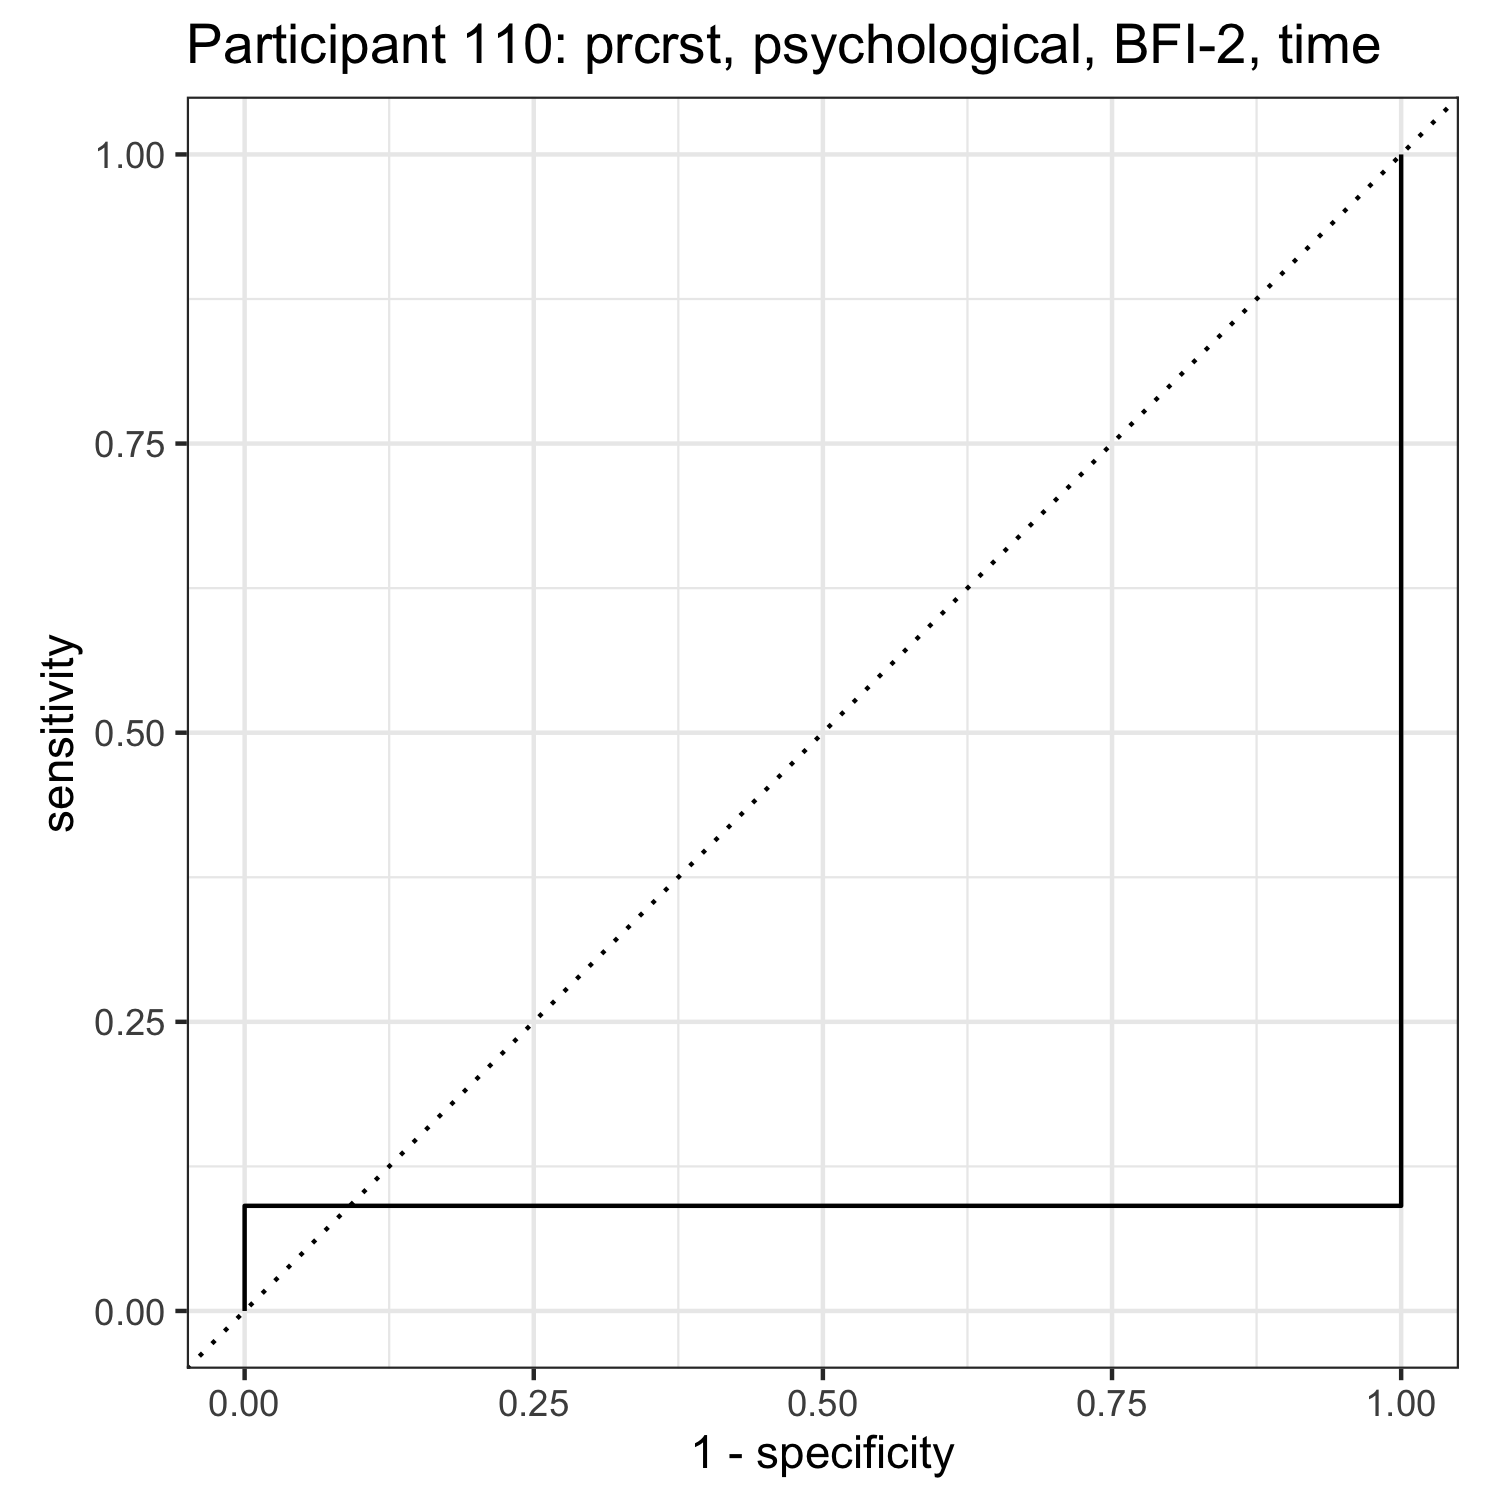 Participant 110: prcrst, psychological, BFI-2, time
1.00
0.75
0.50
0.25
0.00
sensitivity
0.00 0.25 0.50 0.75 1.00
1 - specificity